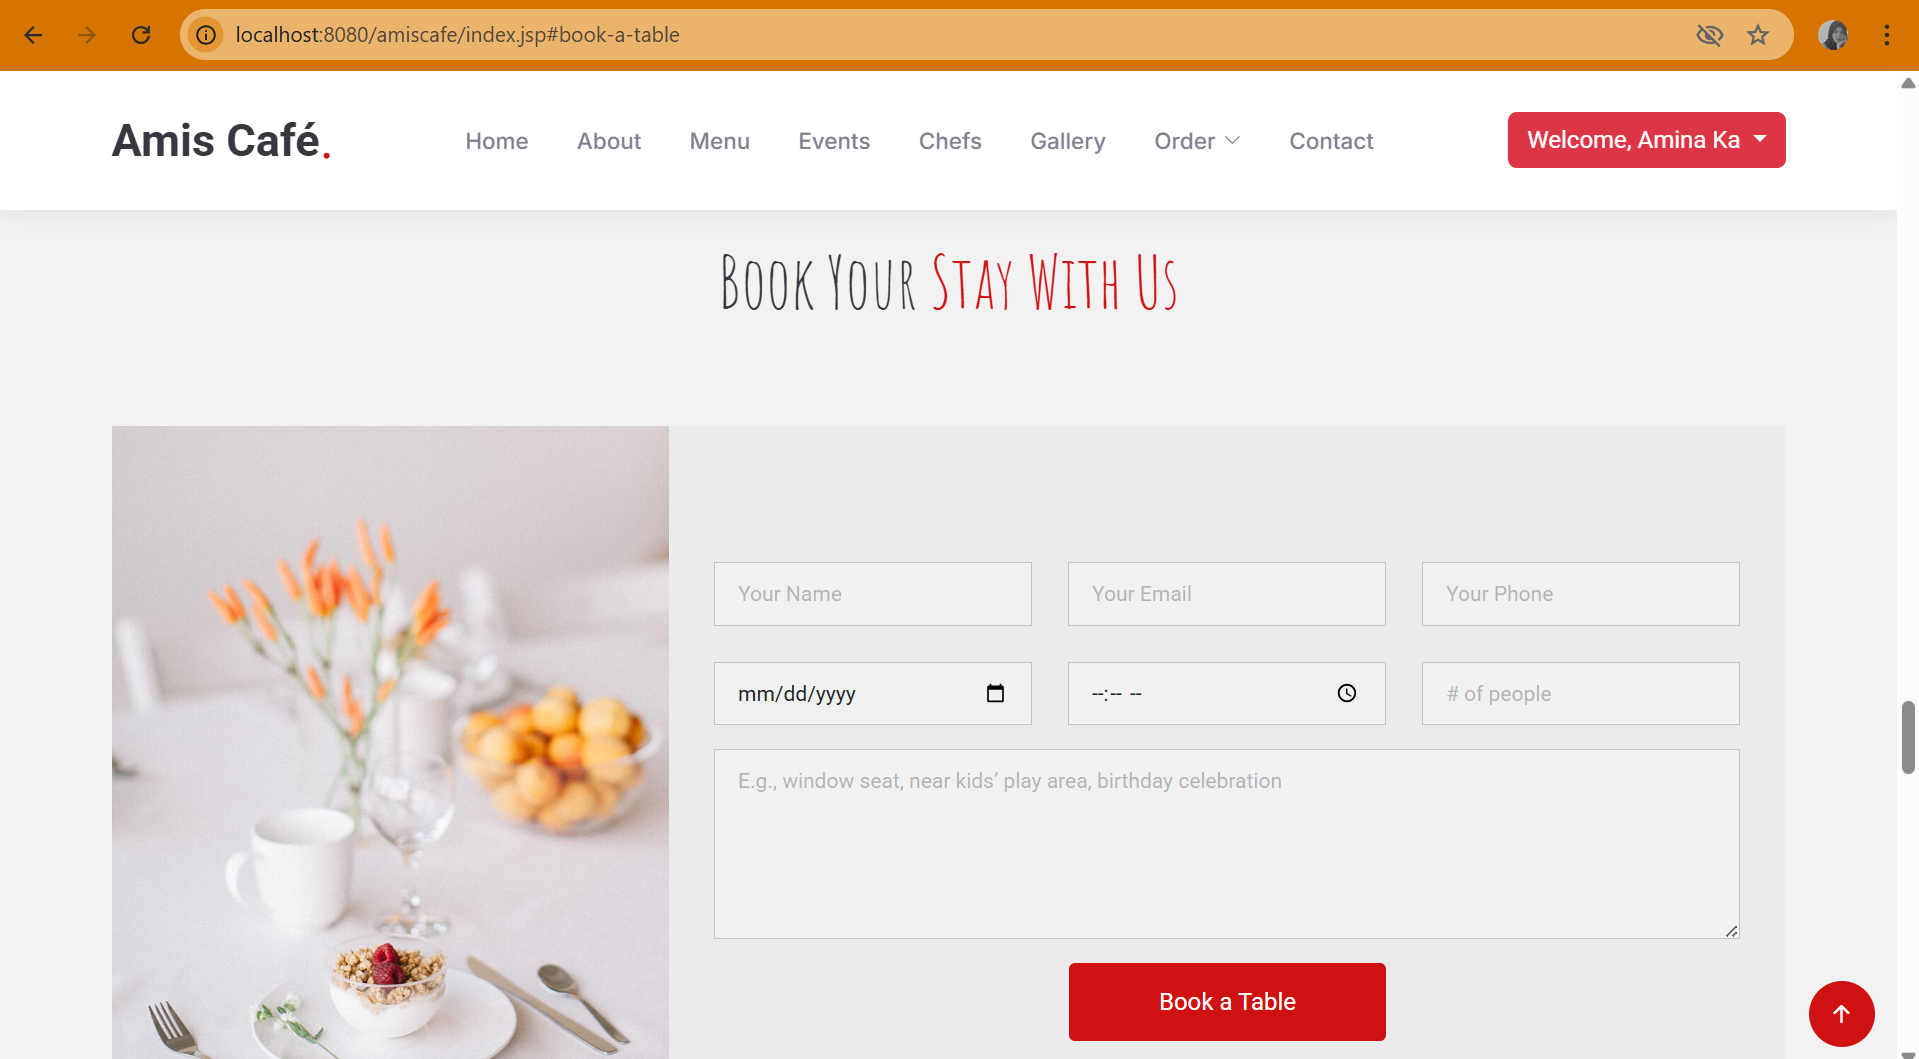 localhost:8080/amiscafe/index.jsp#book-a-table
Amis Café.
Home About Menu Events Chefs Gallery Order Contact
Welcome, Amina Ka
Book Your Stay With Us
Your Name Your Email Your Phone
mm/dd/yyyy --:-- -- # of people
E.g., window seat, near kids’ play area, birthday celebration
Book a Table